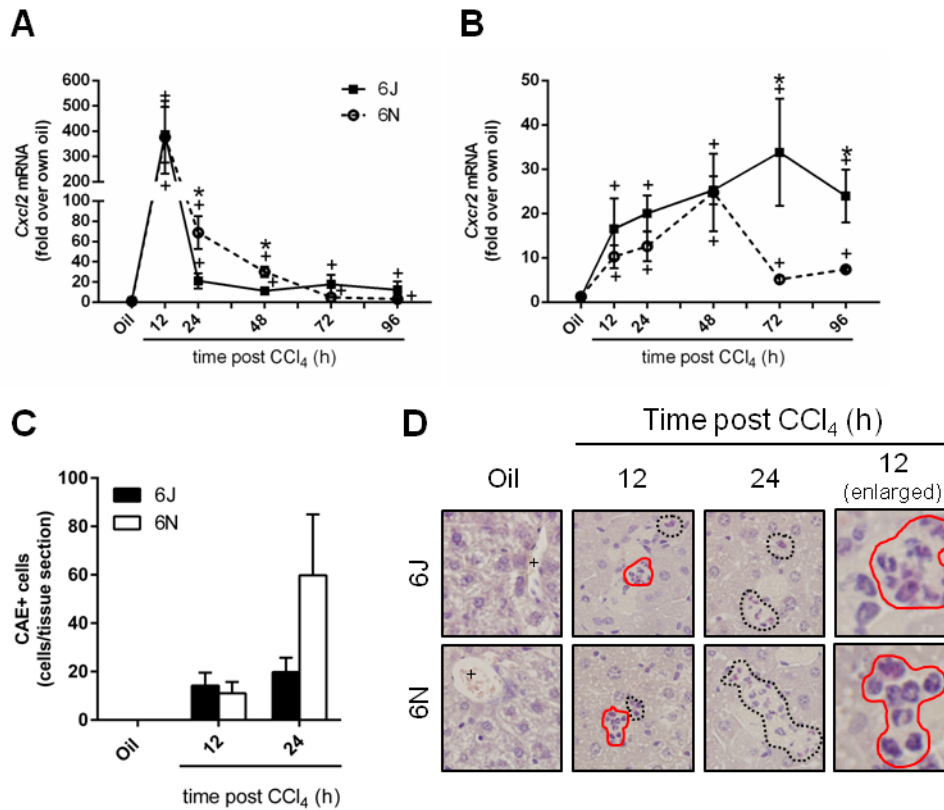 A
Cxcl2 mRNA
(fold over own oil)
600
500
400
300
200
100
80
60
40
20
0
6J
6N
+
*
Oil
12
24
48
72
96
time post CCl4 (h)
B
Cxcr2 mRNA
(fold over own oil)
50
40
30
20
10
0
+
*
Oil
12
24
48
72
96
time post CCl4 (h)
C
CAE+ cells
(cells/tissue section)
100
80
60
40
20
0
6J
6N
Oil
12
24
time post CCl4 (h)
D
Time post CCl4 (h)
Oil
12
24
12
(enlarged)
6J
+
6N
+